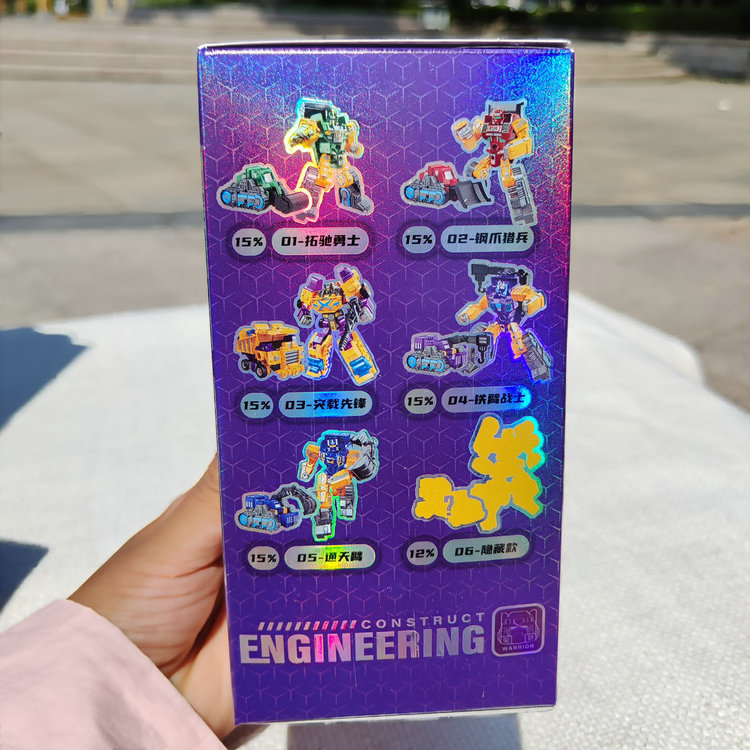 15% 01-拓驰勇士
15% 02-钢爪猎兵
15% 03-突载先锋
15% 04-铁臂战士
15% 05-通天臂
?
12% 06-隐藏款
CONSTRUCT
ENGINEERING
WARRIOR